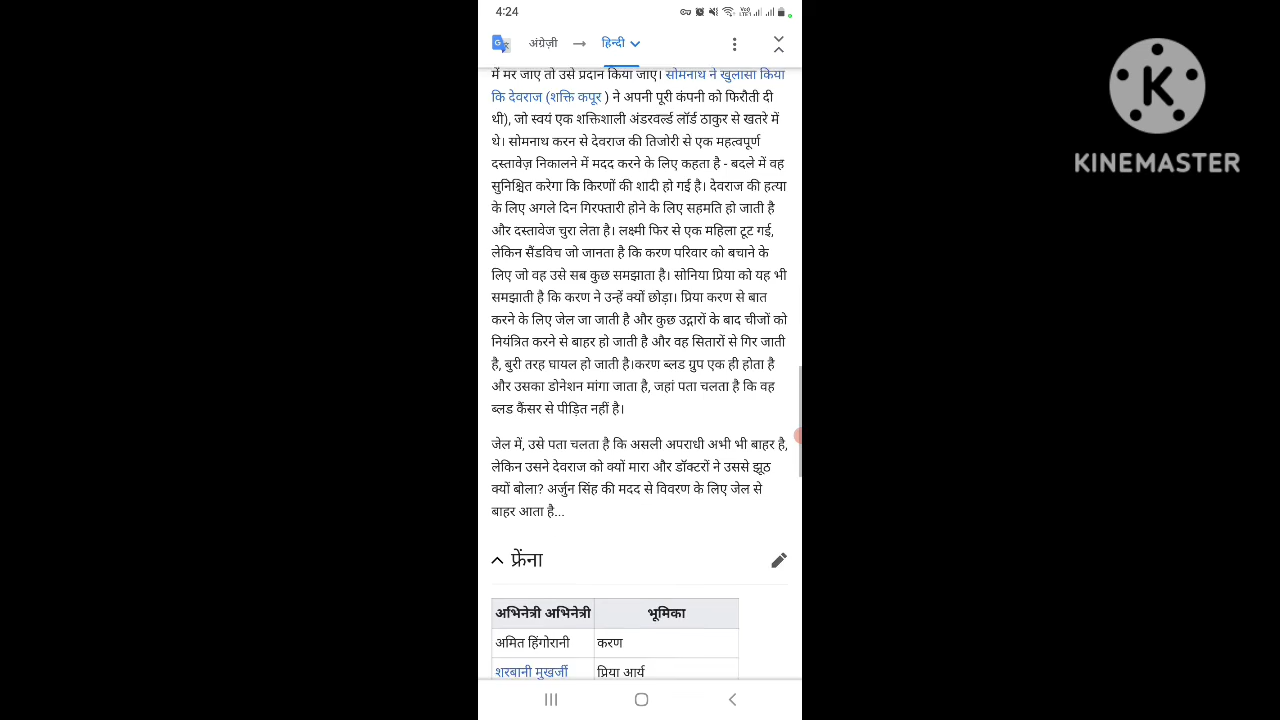 4:24
अंग्रेज़ी → हिन्दी
में मर जाए तो उसे प्रदान किया जाए। सोमनाथ ने खुलासा किया
कि देवराज (शक्ति कपूर ) ने अपनी पूरी कंपनी को फिरौती दी
थी), जो स्वयं एक शक्तिशाली अंडरवर्ल्ड लॉर्ड ठाकुर से खतरे में
थे। सोमनाथ करन से देवराज की तिजोरी से एक महत्वपूर्ण
दस्तावेज़ निकालने में मदद करने के लिए कहता है - बदले में वह
सुनिश्चित करेगा कि किरणों की शादी हो गई है। देवराज की हत्या
के लिए अगले दिन गिरफ्तारी होने के लिए सहमति हो जाती है
और दस्तावेज चुरा लेता है। लक्ष्मी फिर से एक महिला टूट गई,
लेकिन सैंडविच जो जानता है कि करण परिवार को बचाने के
लिए जो वह उसे सब कुछ समझाता है। सोनिया प्रिया को यह भी
समझाती है कि करण ने उन्हें क्यों छोड़ा। प्रिया करण से बात
करने के लिए जेल जा जाती है और कुछ उद्गारों के बाद चीजों को
नियंत्रित करने से बाहर हो जाती है और वह सितारों से गिर जाती
है, बुरी तरह घायल हो जाती है।करण ब्लड ग्रुप एक ही होता है
और उसका डोनेशन मांगा जाता है, जहां पता चलता है कि वह
ब्लड कैंसर से पीड़ित नहीं है।
जेल में, उसे पता चलता है कि असली अपराधी अभी भी बाहर है,
लेकिन उसने देवराज को क्यों मारा और डॉक्टरों ने उससे झूठ
क्यों बोला? अर्जुन सिंह की मदद से विवरण के लिए जेल से
बाहर आता है...
फ्रेंना
अभिनेत्री अभिनेत्री भूमिका
अमित हिंगोरानी करण
शरबानी मुखर्जी प्रिया आर्य
K
KINEMASTER